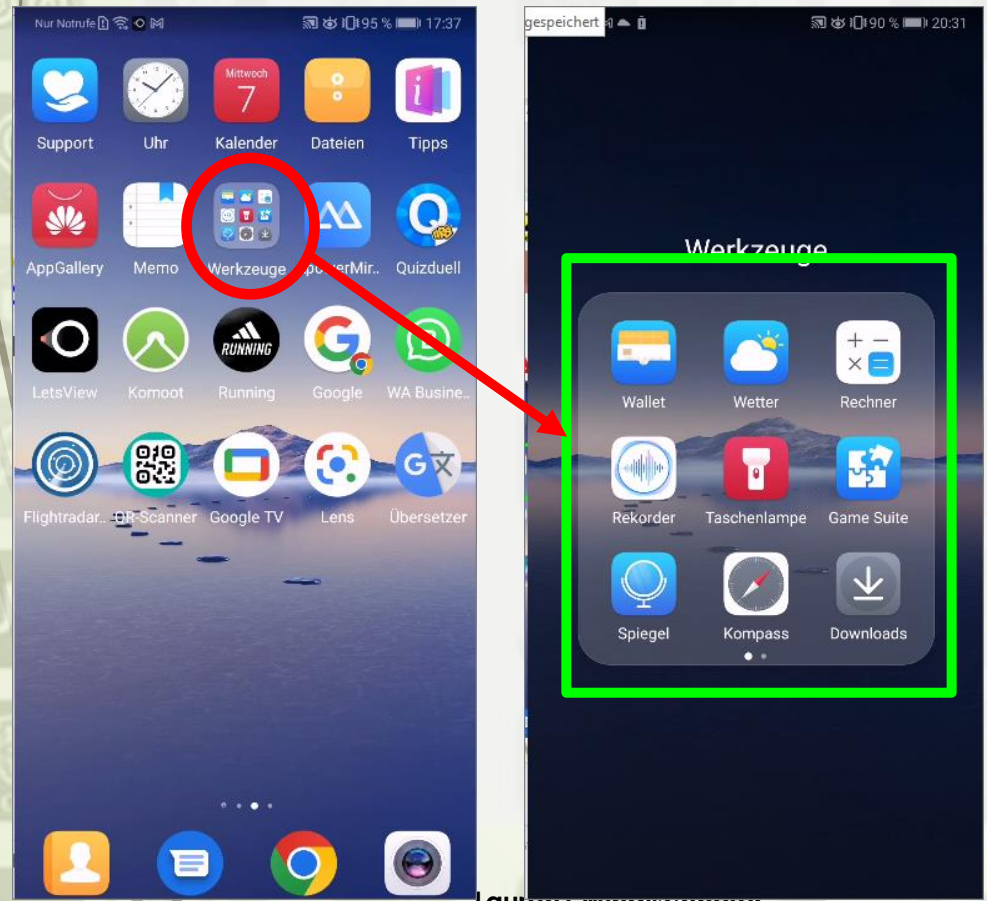 Nur Notrufe
95 % 17:37
Mittwoch
7
Support Uhr Kalender Dateien Tipps
AppGallery Memo Werkzeuge Quizduell
RUNNING
LetsView Komoot Running Google WA Busine..
Flightradar.. QR-Scanner Google TV Lens Übersetzer
gespeichert
90 % 20:31
Werkzeuge
Wallet Wetter Rechner
Rekorder Taschenlampe Game Suite
Spiegel Kompass Downloads